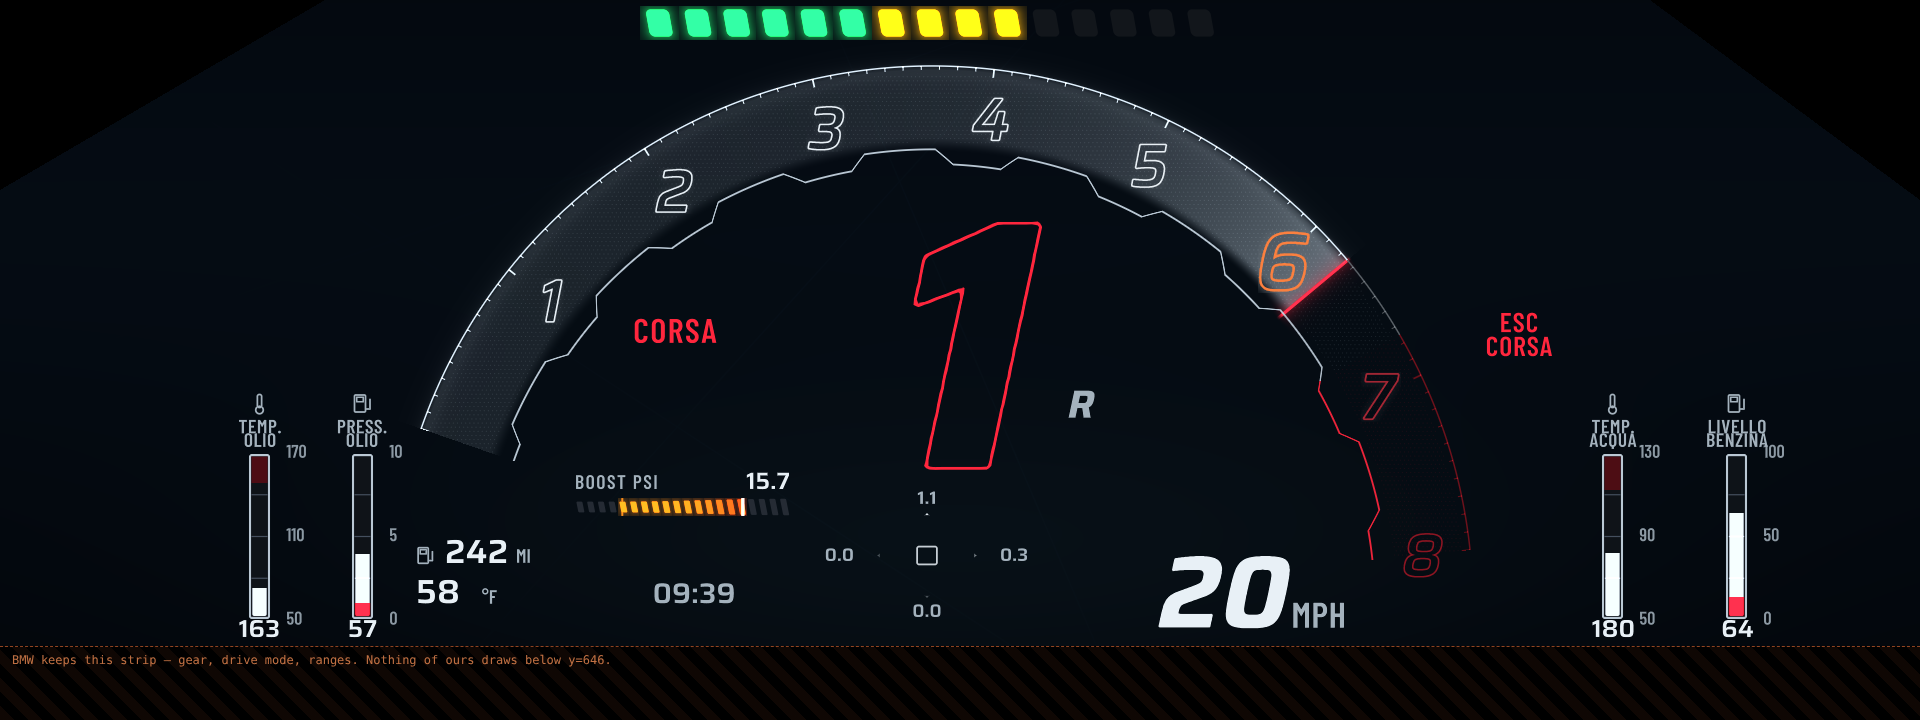 1
2
3
4
5
6
7
8
1
R
CORSA
ESC
CORSA
TEMP.
OLIO
170
110
50
163
PRESS.
OLIO
10
5
0
57
BOOST PSI 15.7
242 MI
58 °F
09:39
1.1
0.0
0.3
0.0
20 MPH
TEMP.
ACQUA
130
90
50
180
LIVELLO
BENZINA
100
50
0
64
BMW keeps this strip — gear, drive mode, ranges. Nothing of ours draws below y=646.